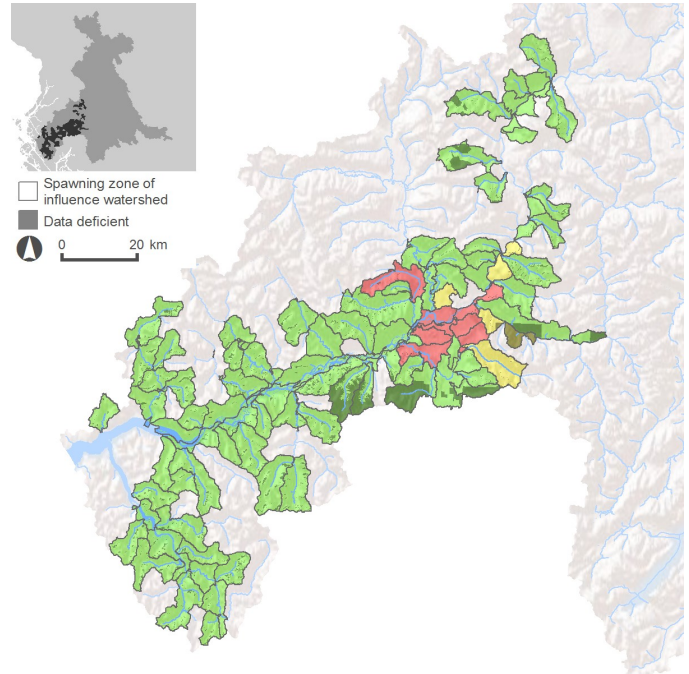 Spawning zone of
influence watershed
Data deficient
0 20 km